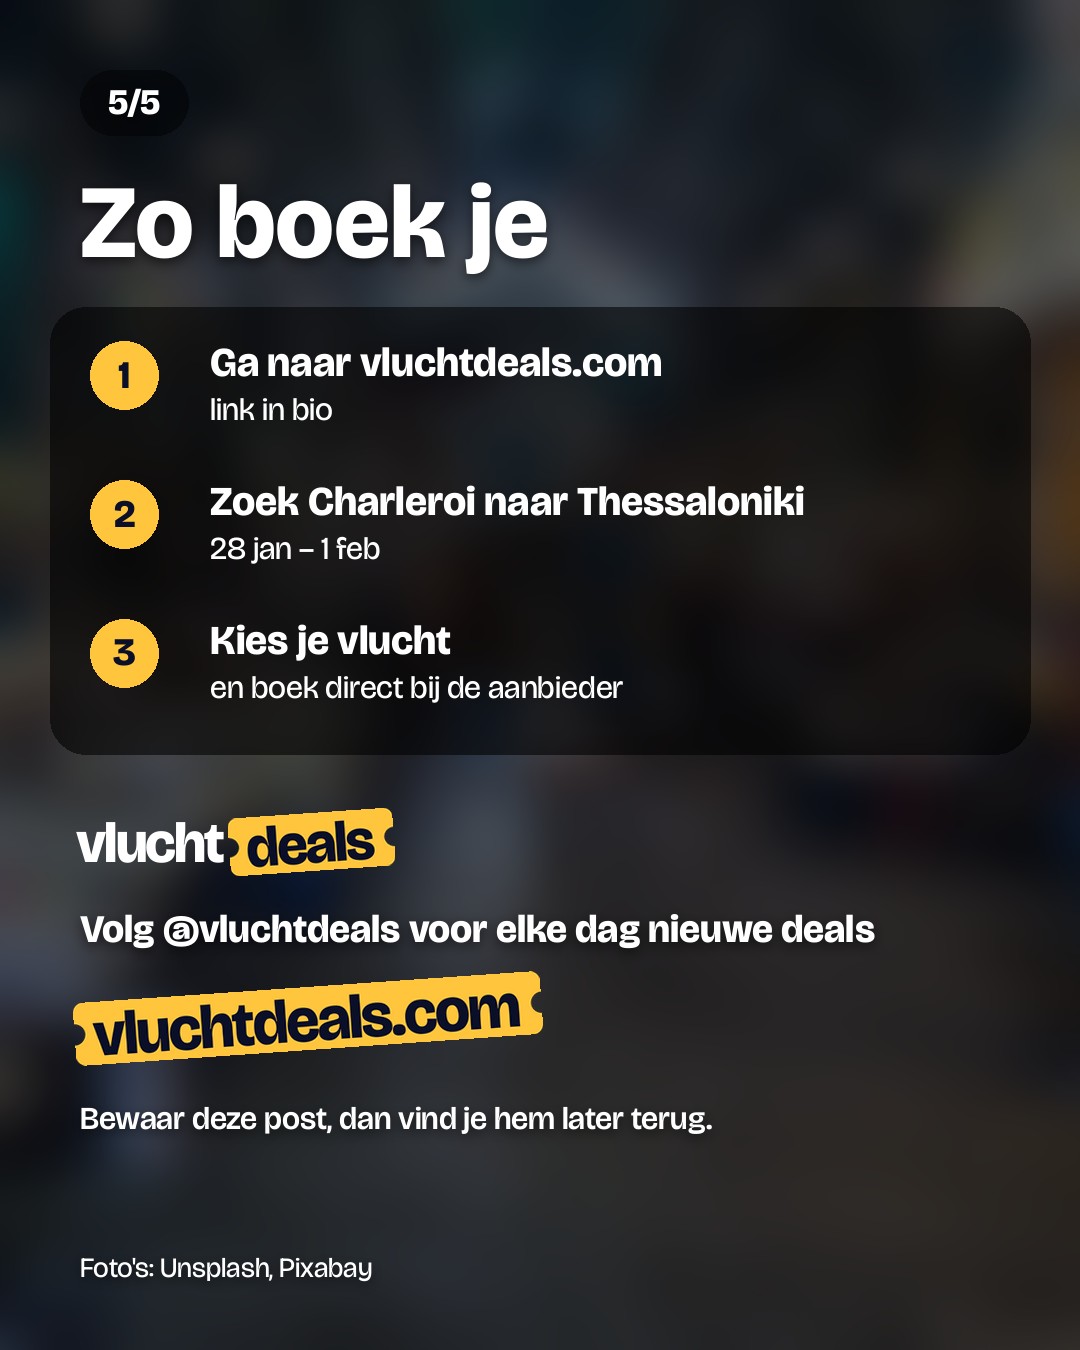 5/5
Zo boek je
1
Ga naar vluchtdeals.com
link in bio
2
Zoek Charleroi naar Thessaloniki
28 jan – 1 feb
3
Kies je vlucht
en boek direct bij de aanbieder
vlucht deals
Volg @vluchtdeals voor elke dag nieuwe deals
vluchtdeals.com
Bewaar deze post, dan vind je hem later terug.
Foto's: Unsplash, Pixabay